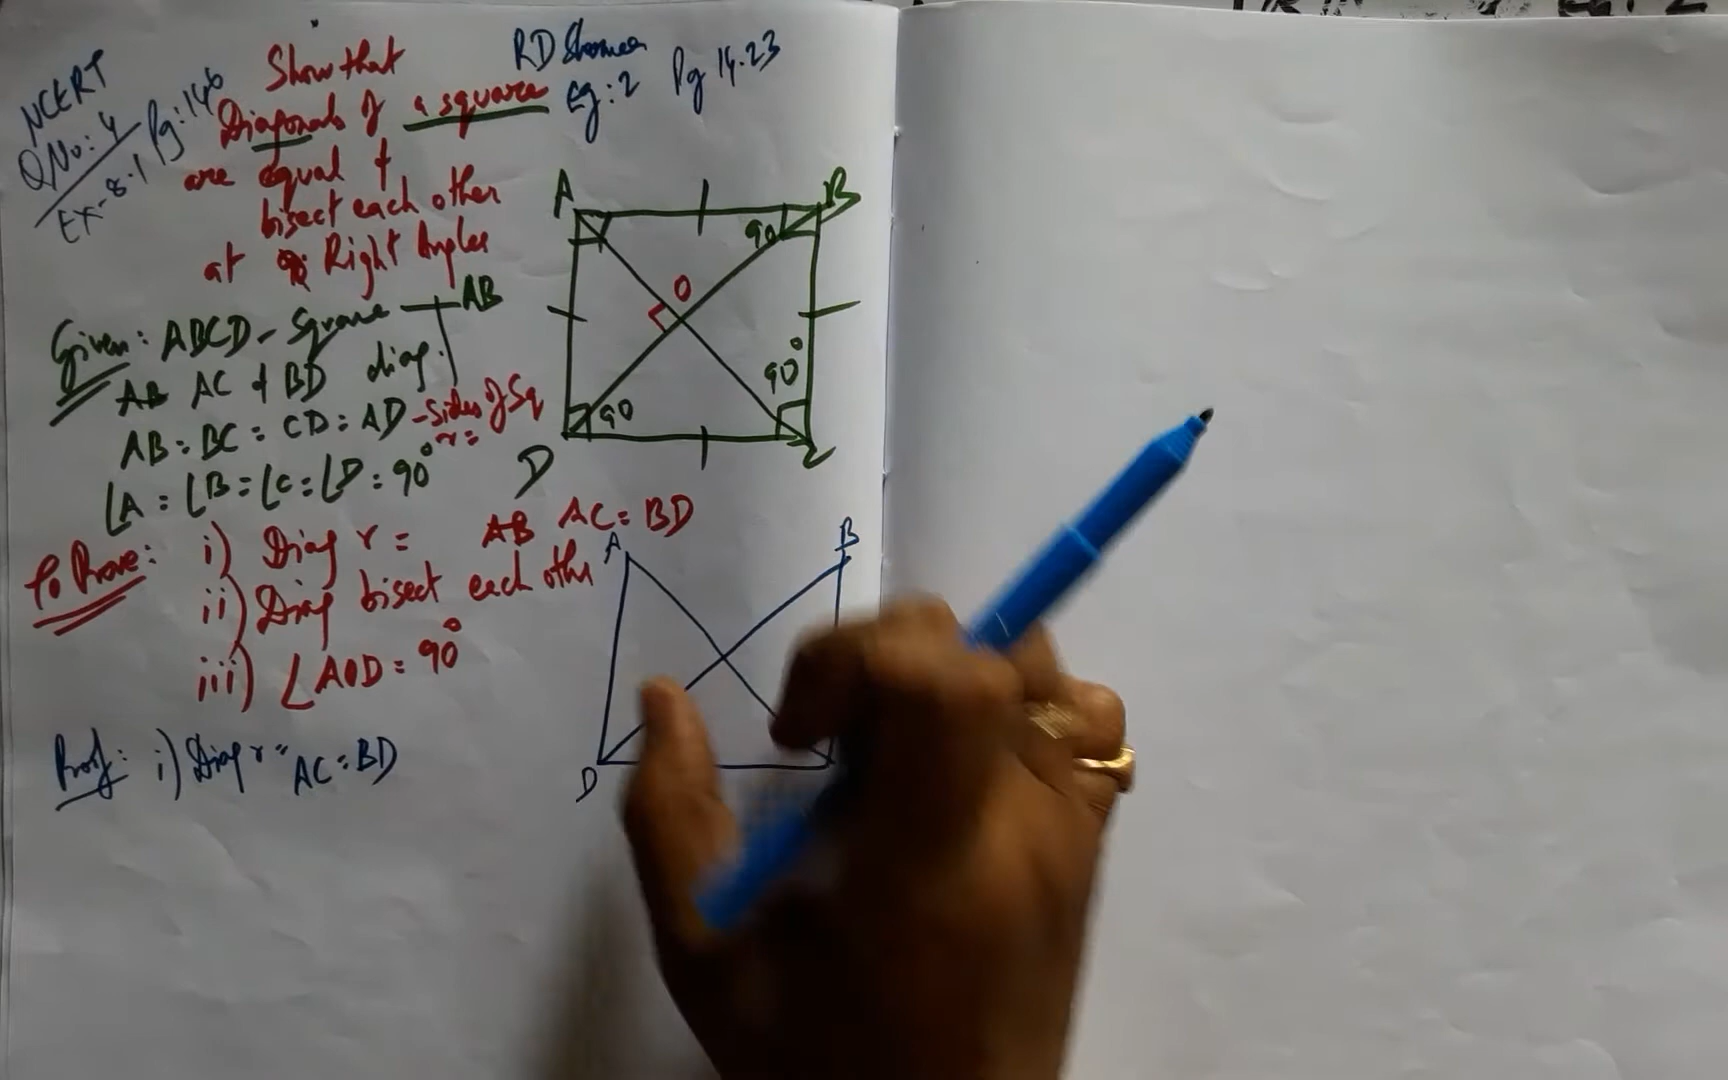 NCERT
QNo: 4
Ex-8.1 Pg:146
Show that
Diagonals of a square
are equal &
bisect each other
at Right Angles
RD Sharma
Eg:2 Pg 14.23
Given: ABCD - Square AB
AB AC & BD diag.
AB = BC = CD = AD - Sides of Sq
r =
∠A = ∠B = ∠C = ∠D = 90°
To Prove: i) Diag r = AB AC = BD
ii) Diag bisect each othe
iii) ∠AOD = 90°
Proof: i) Diag r = AC = BD
A
B
90
O
90°
90
D
A
B
D